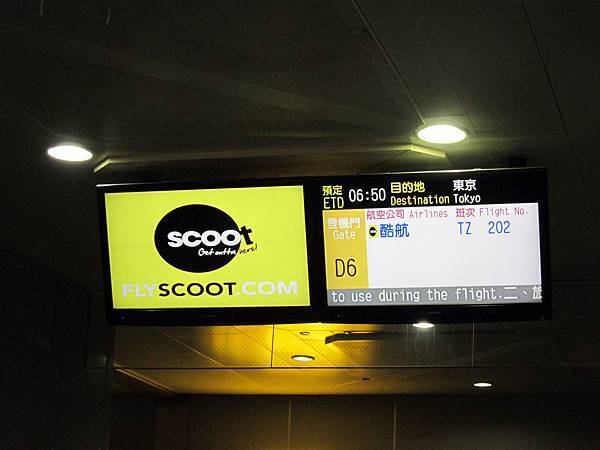 scoot
Get outta here!
FLYSCOOT.COM
預定 ETD 06:50 目的地 Destination 東京 Tokyo
登機門 Gate
D6
航空公司 Airlines 班次 Flight No.
酷航 TZ 202
to use during the flight.二、旅